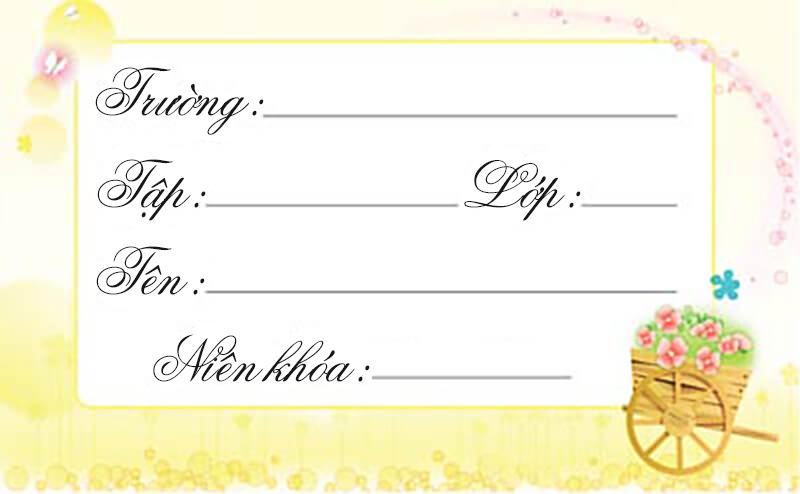 Trường :
Tập : Lớp :
Tên :
Niên khóa :